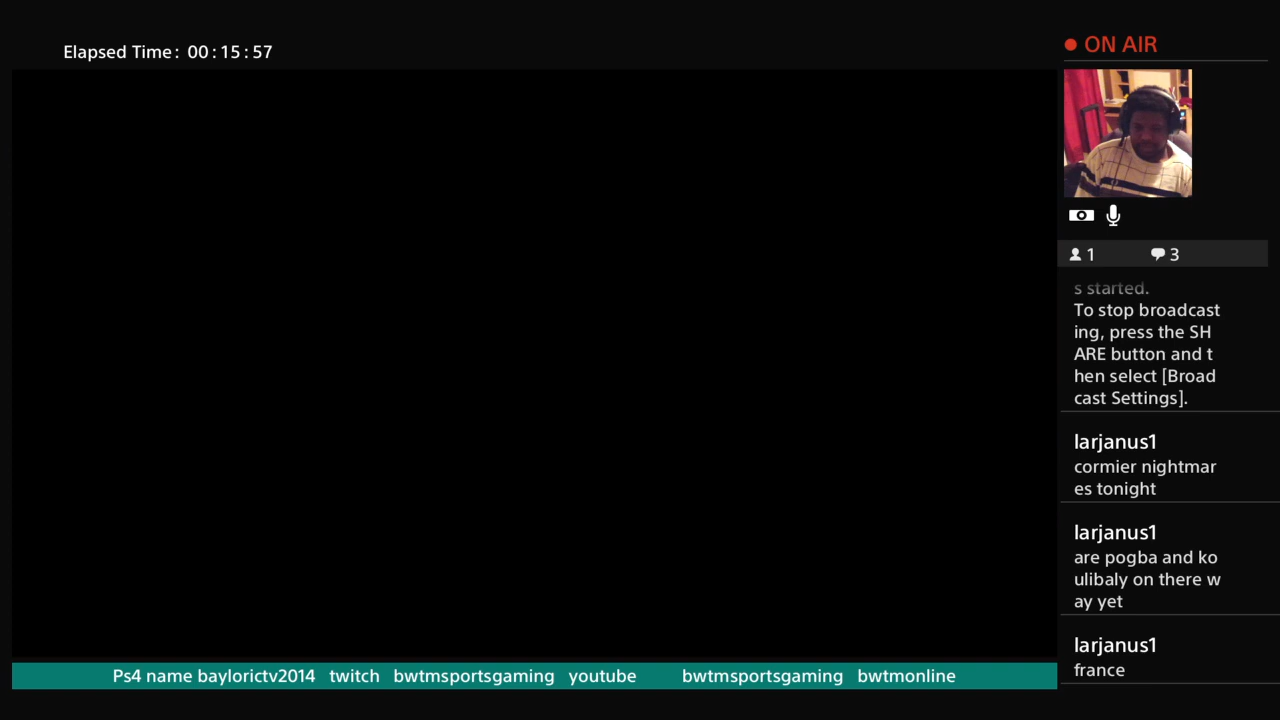 Elapsed Time: 00:15:57
ON AIR
1 3
s started.
To stop broadcast
ing, press the SH
ARE button and t
hen select [Broad
cast Settings].
larjanus1
cormier nightmar
es tonight
larjanus1
are pogba and ko
ulibaly on there w
ay yet
larjanus1
france
Ps4 name baylorictv2014 twitch bwtmsportsgaming youtube bwtmsportsgaming bwtmonline